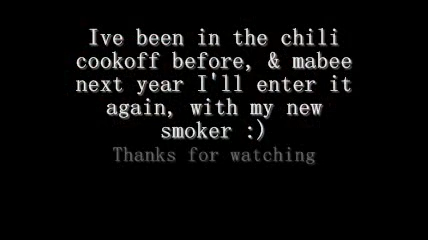 Ive been in the chili
cookoff before, & mabee
next year I'll enter it
again, with my new
smoker :)
Thanks for watching